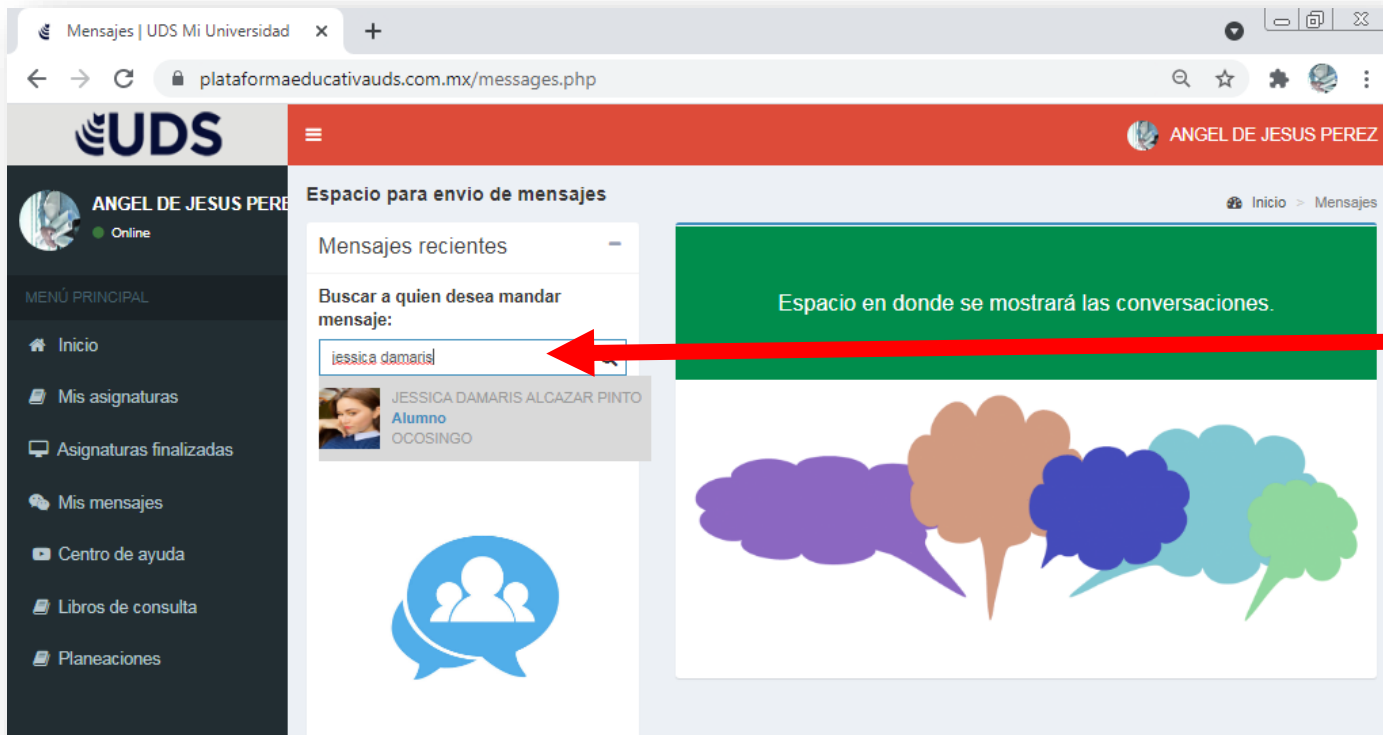 Mensajes | UDS Mi Universidad
plataformaeducativauds.com.mx/messages.php
UDS
ANGEL DE JESUS PEREZ
ANGEL DE JESUS PERE
Online
MENÚ PRINCIPAL
Inicio
Mis asignaturas
Asignaturas finalizadas
Mis mensajes
Centro de ayuda
Libros de consulta
Planeaciones
Espacio para envio de mensajes
Inicio > Mensajes
Mensajes recientes
Buscar a quien desea mandar
mensaje:
jessica damaris
JESSICA DAMARIS ALCAZAR PINTO
Alumno
OCOSINGO
Espacio en donde se mostrará las conversaciones.